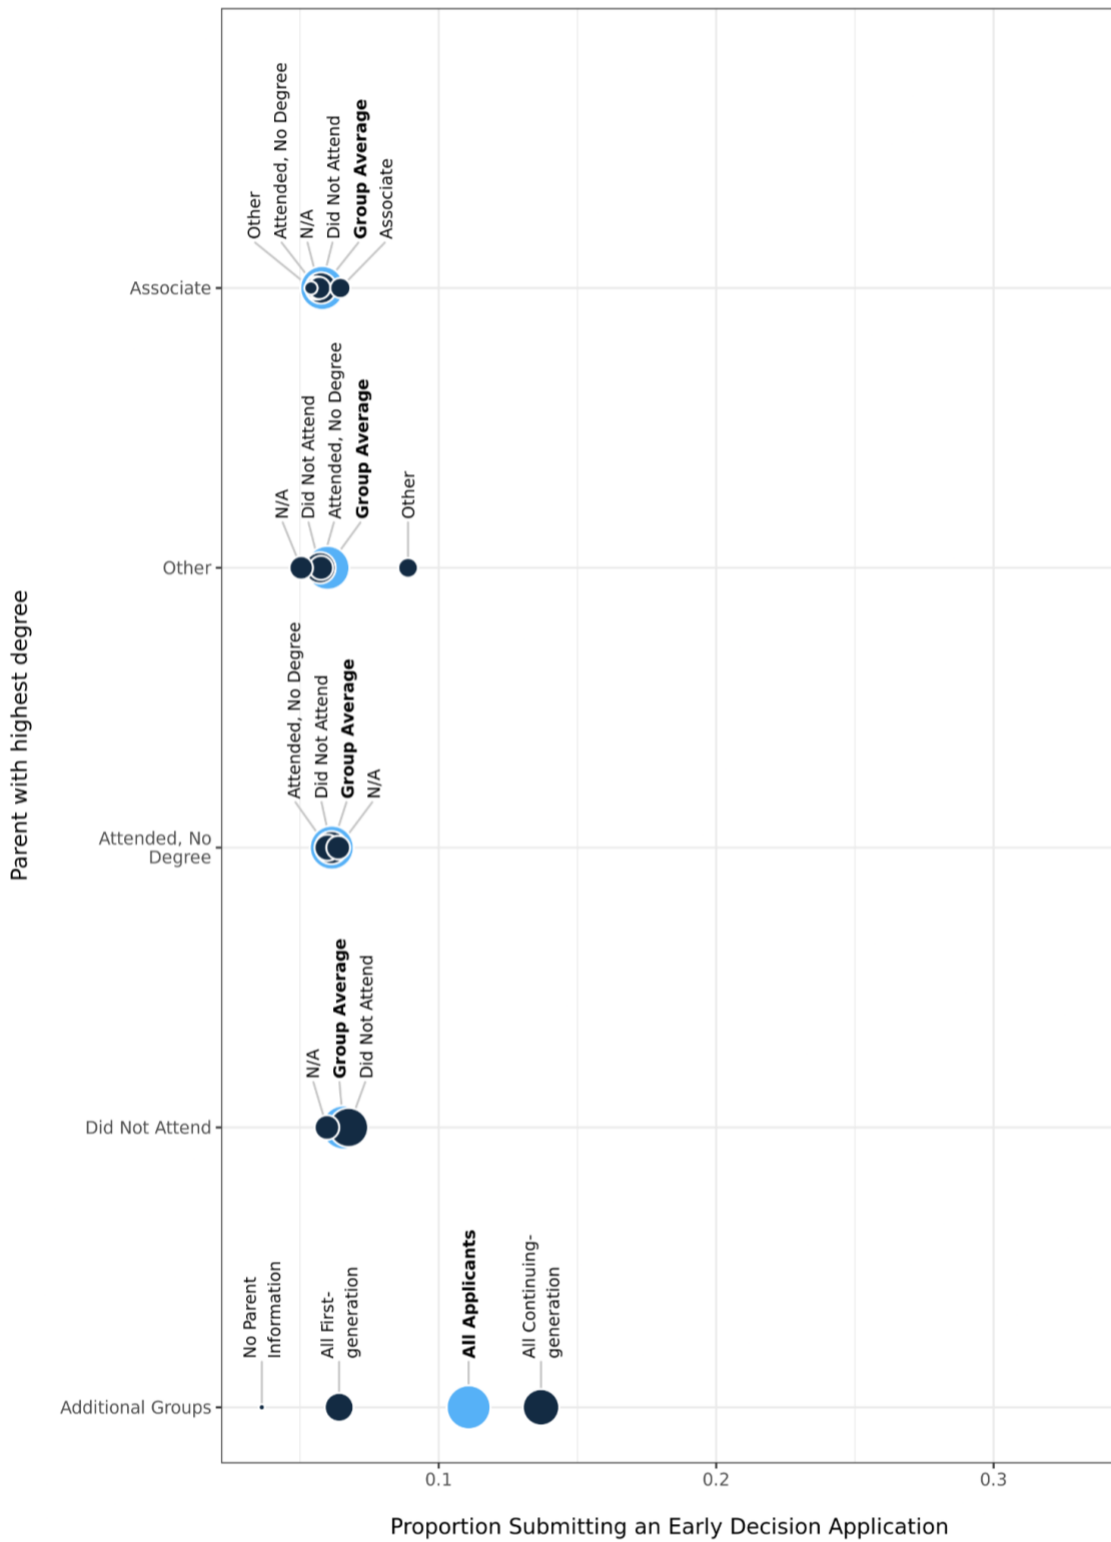 Other
Attended, No Degree
N/A
Did Not Attend
Group Average
Associate
Associate
N/A
Did Not Attend
Attended, No Degree
Group Average
Other
Other
Attended, No Degree
Did Not Attend
Group Average
N/A
Attended, No
Degree
N/A
Group Average
Did Not Attend
Did Not Attend
No Parent
Information
All First-
generation
All Applicants
All Continuing-
generation
Additional Groups
Parent with highest degree
0.1
0.2
0.3
Proportion Submitting an Early Decision Application